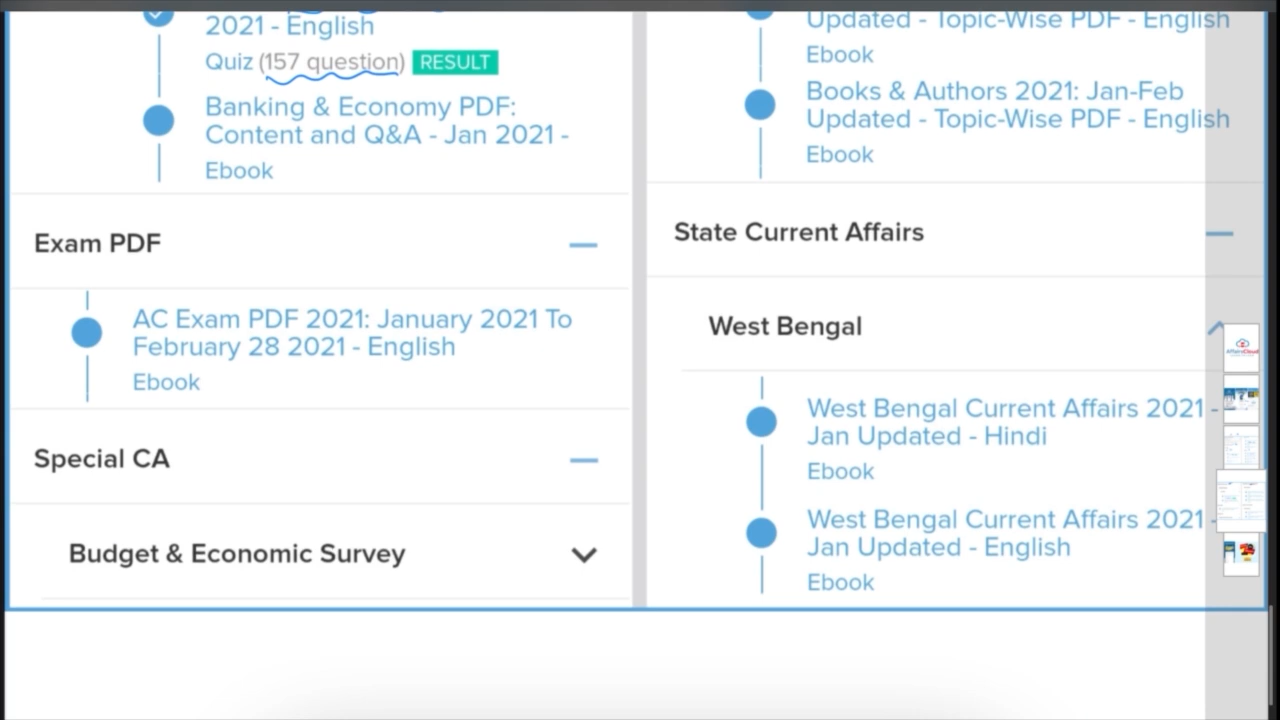 2021 - English
Quiz (157 question) RESULT
Banking & Economy PDF:
Content and Q&A - Jan 2021 -
Ebook
Exam PDF
AC Exam PDF 2021: January 2021 To
February 28 2021 - English
Ebook
Special CA
Budget & Economic Survey
Updated - Topic-Wise PDF - English
Ebook
Books & Authors 2021: Jan-Feb
Updated - Topic-Wise PDF - English
Ebook
State Current Affairs
West Bengal
West Bengal Current Affairs 2021 -
Jan Updated - Hindi
Ebook
West Bengal Current Affairs 2021 -
Jan Updated - English
Ebook
AffairsCloud